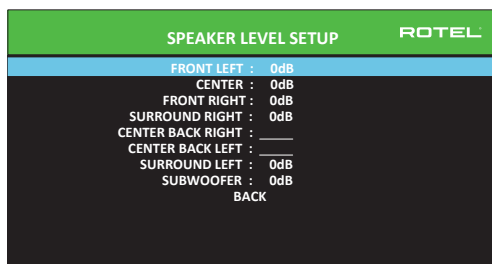 SPEAKER LEVEL SETUP
ROTEL
FRONT LEFT : 0dB
CENTER : 0dB
FRONT RIGHT : 0dB
SURROUND RIGHT : 0dB
CENTER BACK RIGHT : _____
CENTER BACK LEFT : _____
SURROUND LEFT : 0dB
SUBWOOFER : 0dB
BACK